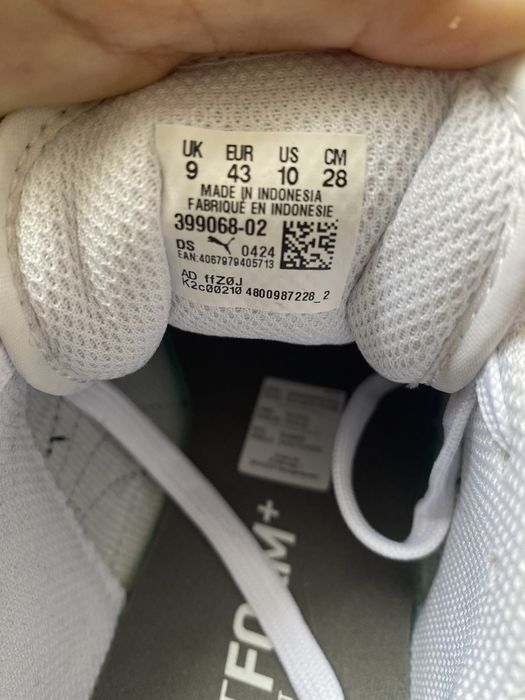 UK EUR US CM
9 43 10 28
MADE IN INDONESIA
FABRIQUÉ EN INDONESIE
399068-02
DS 0424
EAN:4067979405713
AD ffZ0J
K2c00210 4800987228_2